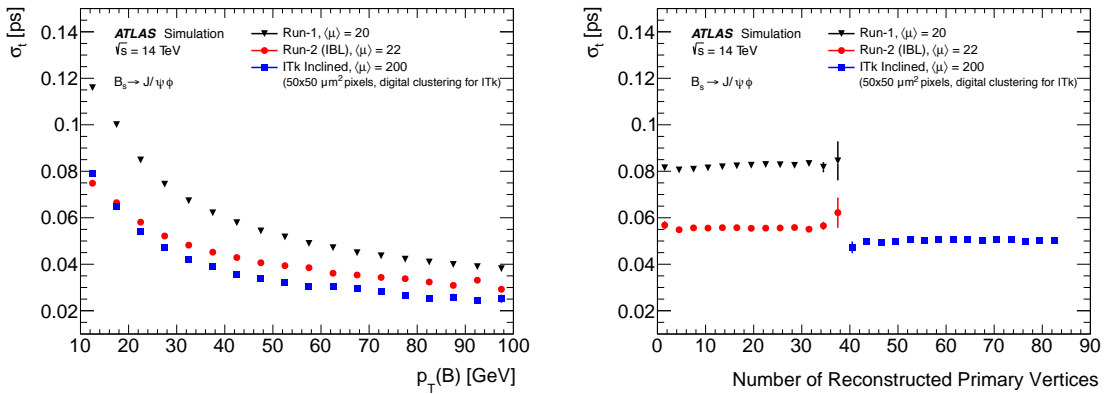 σt [ps]
0.14
0.12
0.1
0.08
0.06
0.04
0.02
ATLAS Simulation
√s = 14 TeV
Bs → J/ψφ
Run-1, ⟨μ⟩ = 20
Run-2 (IBL), ⟨μ⟩ = 22
ITk Inclined, ⟨μ⟩ = 200
(50x50 μm² pixels, digital clustering for ITk)
10 20 30 40 50 60 70 80 90 100
pT(B) [GeV]
σt [ps]
0.14
0.12
0.1
0.08
0.06
0.04
0.02
ATLAS Simulation
√s = 14 TeV
Bs → J/ψφ
Run-1, ⟨μ⟩ = 20
Run-2 (IBL), ⟨μ⟩ = 22
ITk Inclined, ⟨μ⟩ = 200
(50x50 μm² pixels, digital clustering for ITk)
0 10 20 30 40 50 60 70 80 90
Number of Reconstructed Primary Vertices